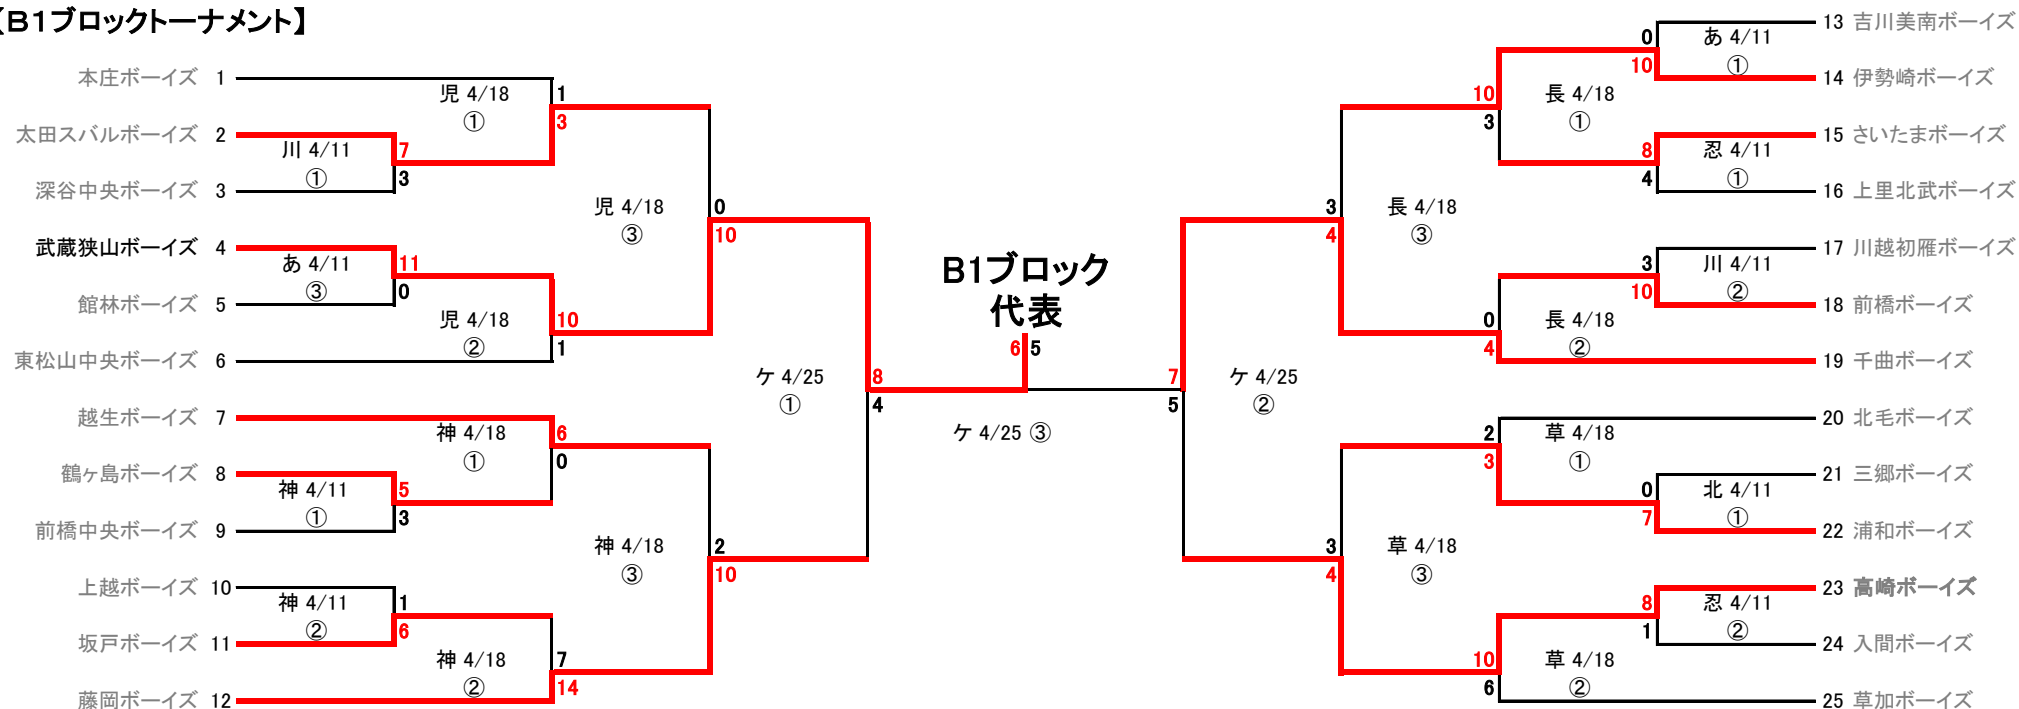 【B1ブロックトーナメント】
本庄ボーイズ 1
太田スバルボーイズ 2
深谷中央ボーイズ 3
武蔵狭山ボーイズ 4
館林ボーイズ 5
東松山中央ボーイズ 6
越生ボーイズ 7
鶴ヶ島ボーイズ 8
前橋中央ボーイズ 9
上越ボーイズ 10
坂戸ボーイズ 11
藤岡ボーイズ 12
川 4/11
①
7
3
あ 4/11
③
11
0
神 4/11
①
5
3
神 4/11
②
1
6
児 4/18
①
1
3
児 4/18
②
10
1
神 4/18
①
6
0
神 4/18
②
7
14
児 4/18
③
0
10
神 4/18
③
2
10
ケ 4/25
①
8
4
B1ブロック
代表
6 5
ケ 4/25 ③
ケ 4/25
②
7
5
長 4/18
③
3
4
草 4/18
③
3
4
長 4/18
①
10
3
長 4/18
②
0
4
草 4/18
①
2
3
草 4/18
②
10
6
あ 4/11
①
0
10
忍 4/11
①
8
4
川 4/11
②
3
10
北 4/11
①
0
7
忍 4/11
②
8
1
13 吉川美南ボーイズ
14 伊勢崎ボーイズ
15 さいたまボーイズ
16 上里北武ボーイズ
17 川越初雁ボーイズ
18 前橋ボーイズ
19 千曲ボーイズ
20 北毛ボーイズ
21 三郷ボーイズ
22 浦和ボーイズ
23 高崎ボーイズ
24 入間ボーイズ
25 草加ボーイズ